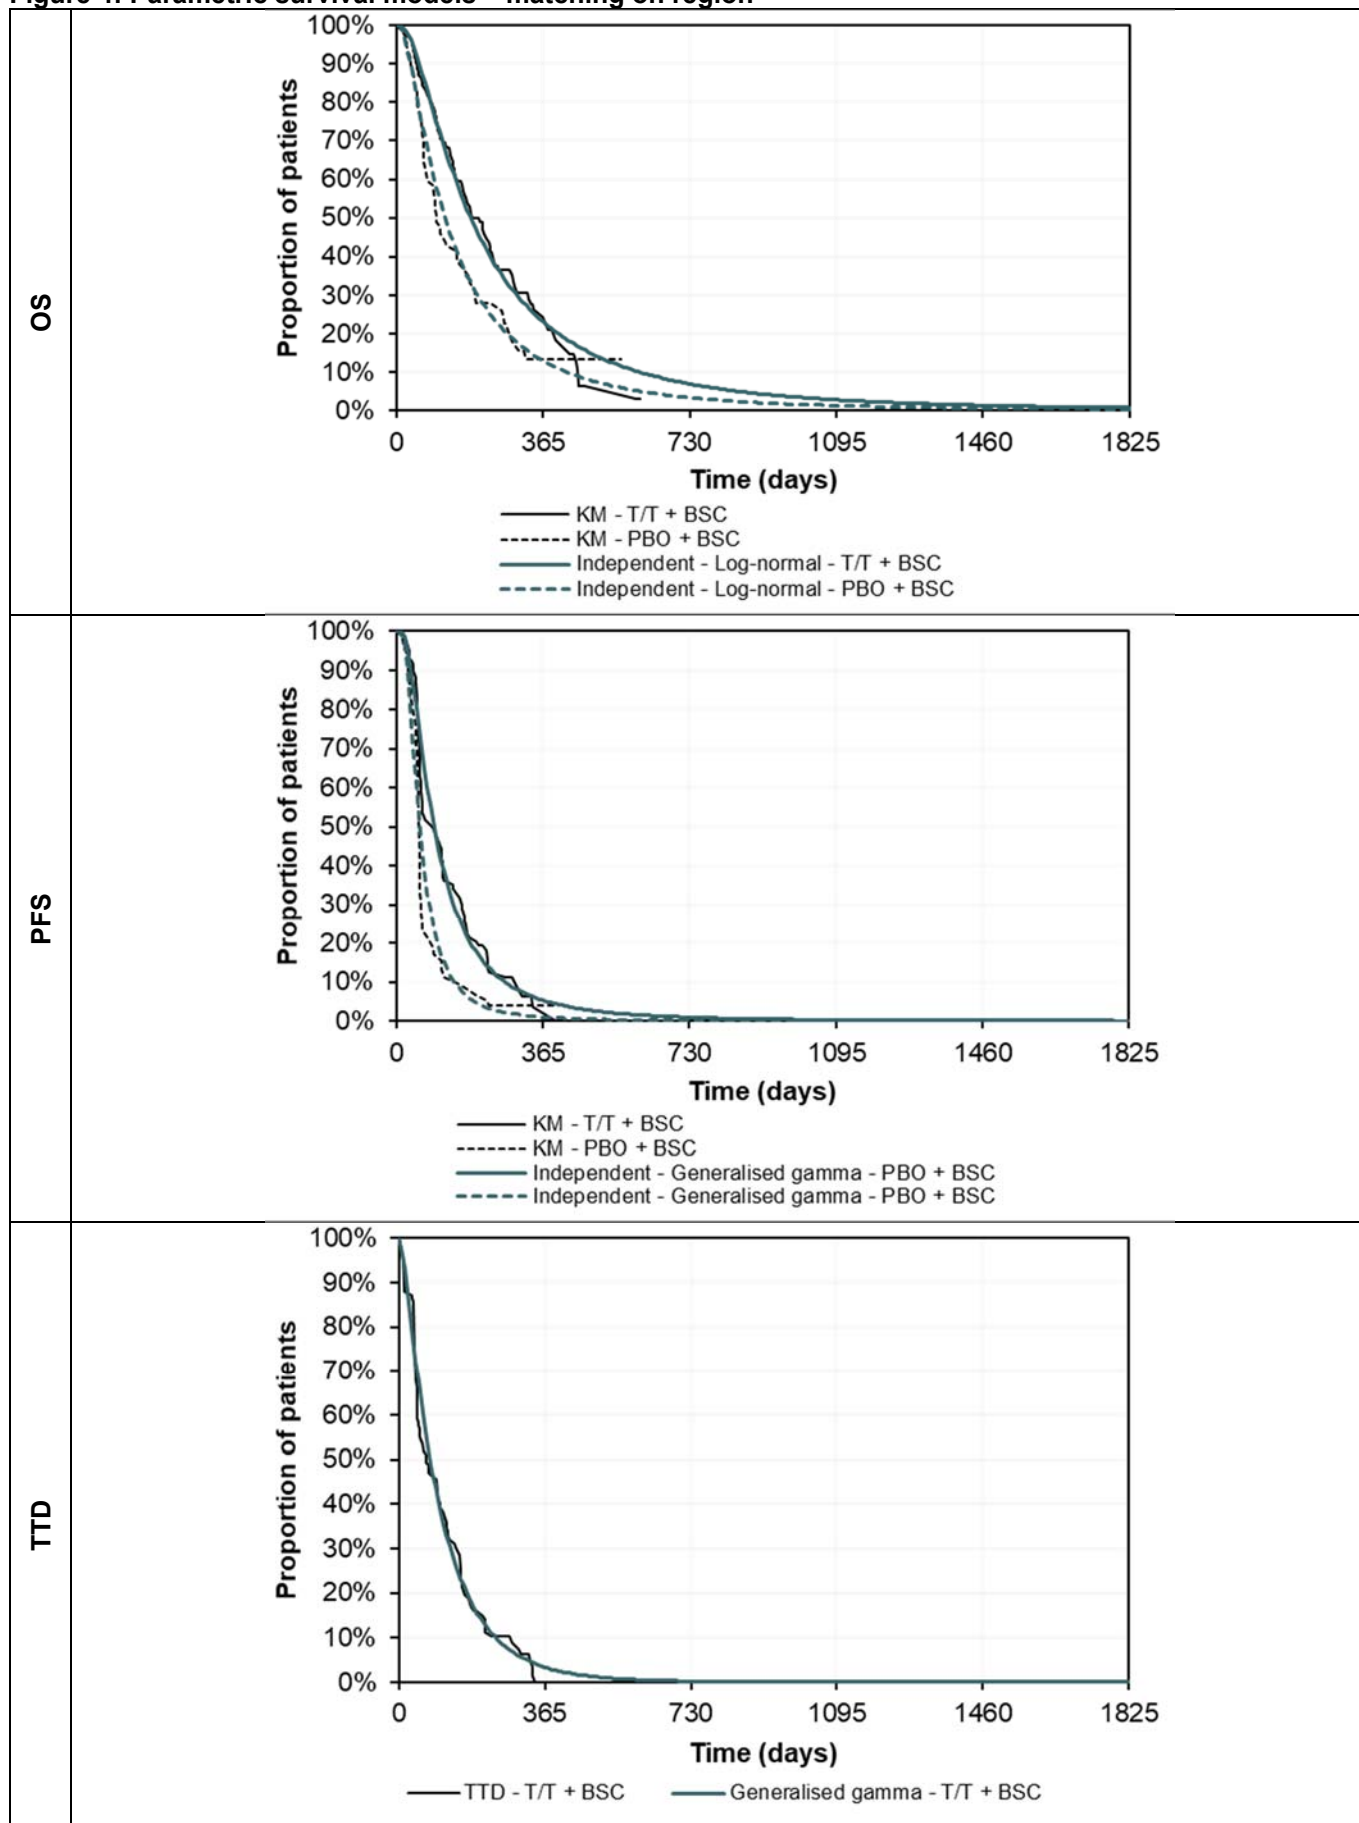 OS
100%
90%
80%
70%
60%
50%
40%
30%
20%
10%
0%
Proportion of patients
0 365 730 1095 1460 1825
Time (days)
KM - T/T + BSC
KM - PBO + BSC
Independent - Log-normal - T/T + BSC
Independent - Log-normal - PBO + BSC
PFS
100%
90%
80%
70%
60%
50%
40%
30%
20%
10%
0%
Proportion of patients
0 365 730 1095 1460 1825
Time (days)
KM - T/T + BSC
KM - PBO + BSC
Independent - Generalised gamma - PBO + BSC
Independent - Generalised gamma - PBO + BSC
TTD
100%
90%
80%
70%
60%
50%
40%
30%
20%
10%
0%
Proportion of patients
0 365 730 1095 1460 1825
Time (days)
TTD - T/T + BSC Generalised gamma - T/T + BSC